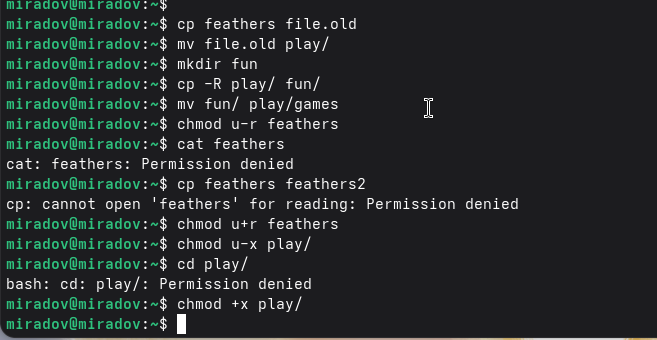 miradov@miradov:~$
miradov@miradov:~$ cp feathers file.old
miradov@miradov:~$ mv file.old play/
miradov@miradov:~$ mkdir fun
miradov@miradov:~$ cp -R play/ fun/
miradov@miradov:~$ mv fun/ play/games
miradov@miradov:~$ chmod u-r feathers
miradov@miradov:~$ cat feathers
cat: feathers: Permission denied
miradov@miradov:~$ cp feathers feathers2
cp: cannot open 'feathers' for reading: Permission denied
miradov@miradov:~$ chmod u+r feathers
miradov@miradov:~$ chmod u-x play/
miradov@miradov:~$ cd play/
bash: cd: play/: Permission denied
miradov@miradov:~$ chmod +x play/
miradov@miradov:~$